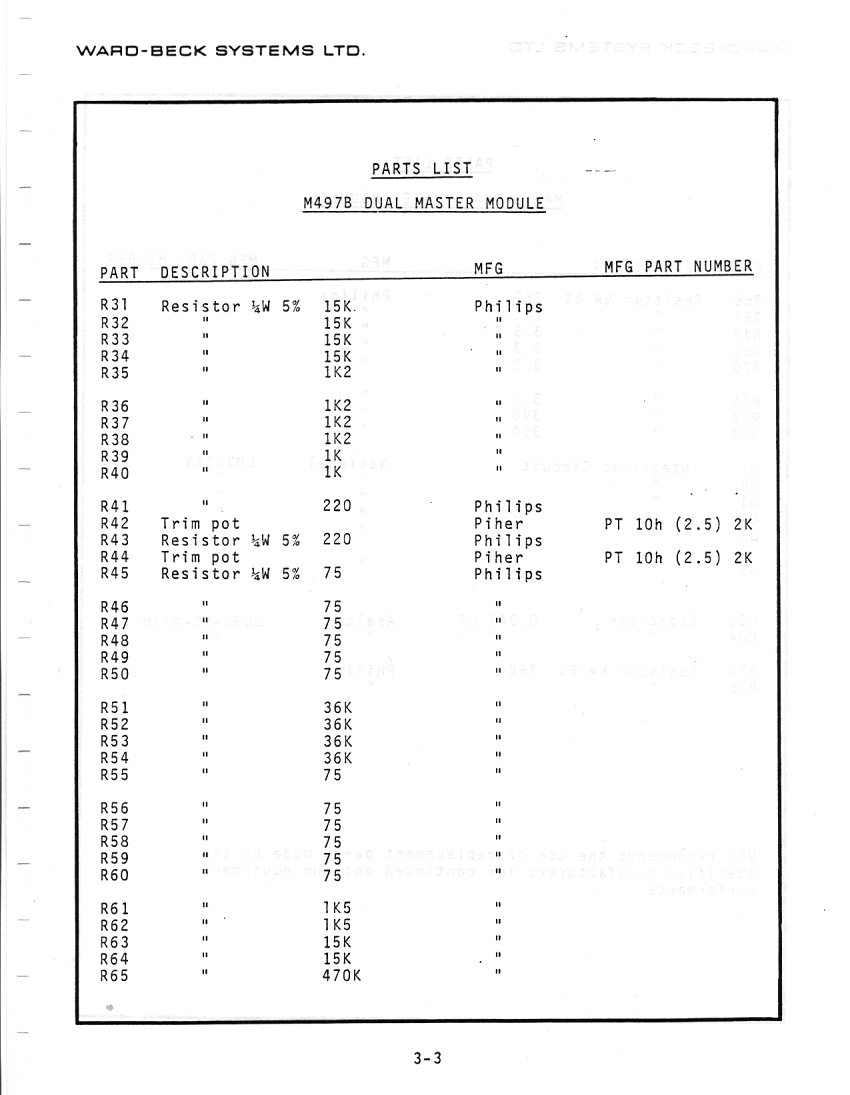 WARD-BECK SYSTEMS LTD.
PARTS LIST
M497B DUAL MASTER MODULE
PART DESCRIPTION MFG MFG PART NUMBER
R31 Resistor ¼W 5% 15K Philips
R32 " 15K "
R33 " 15K "
R34 " 15K "
R35 " 1K2 "
R36 " 1K2 "
R37 " 1K2 "
R38 " 1K2 "
R39 " 1K "
R40 " 1K "
R41 " 220 Philips
R42 Trim pot Piher PT 10h (2.5) 2K
R43 Resistor ¼W 5% 220 Philips
R44 Trim pot Piher PT 10h (2.5) 2K
R45 Resistor ¼W 5% 75 Philips
R46 " 75 "
R47 " 75 "
R48 " 75 "
R49 " 75 "
R50 " 75 "
R51 " 36K "
R52 " 36K "
R53 " 36K "
R54 " 36K "
R55 " 75 "
R56 " 75 "
R57 " 75 "
R58 " 75 "
R59 " 75 "
R60 " 75 "
R61 " 1K5 "
R62 " 1K5 "
R63 " 15K "
R64 " 15K "
R65 " 470K "
3-3